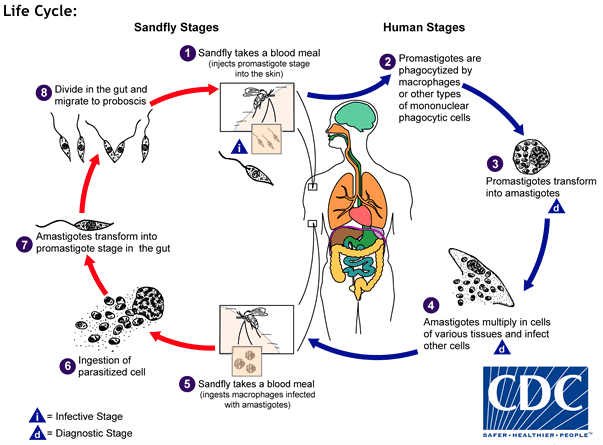 Life Cycle:
Sandfly Stages
Human Stages
1 Sandfly takes a blood meal
(injects promastigote stage
into the skin)
2 Promastigotes are
phagocytized by
macrophages
or other types
of mononuclear
phagocytic cells
8 Divide in the gut and
migrate to proboscis
i
3
Promastigotes transform
into amastigotes
d
7 Amastigotes transform into
promastigote stage in the gut
4
Amastigotes multiply in cells
of various tissues and infect
other cells
d
6 Ingestion of
parasitized cell
5 Sandfly takes a blood meal
(ingests macrophages infected
with amastigotes)
i = Infective Stage
d = Diagnostic Stage
CDC
SAFER•HEALTHIER•PEOPLE™